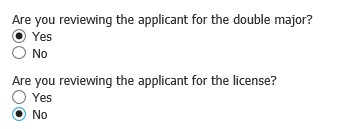 Are you reviewing the applicant for the double major?
Yes
No
Are you reviewing the applicant for the license?
Yes
No